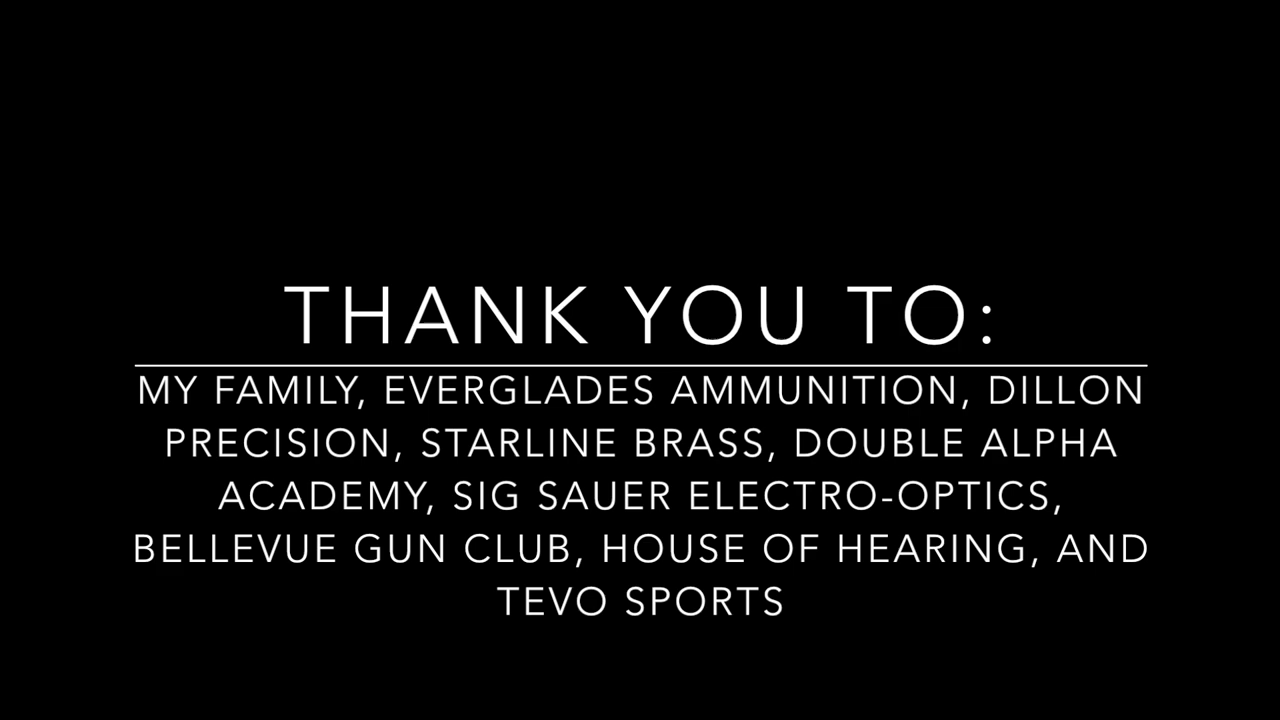 THANK YOU TO:
MY FAMILY, EVERGLADES AMMUNITION, DILLON
PRECISION, STARLINE BRASS, DOUBLE ALPHA
ACADEMY, SIG SAUER ELECTRO-OPTICS,
BELLEVUE GUN CLUB, HOUSE OF HEARING, AND
TEVO SPORTS